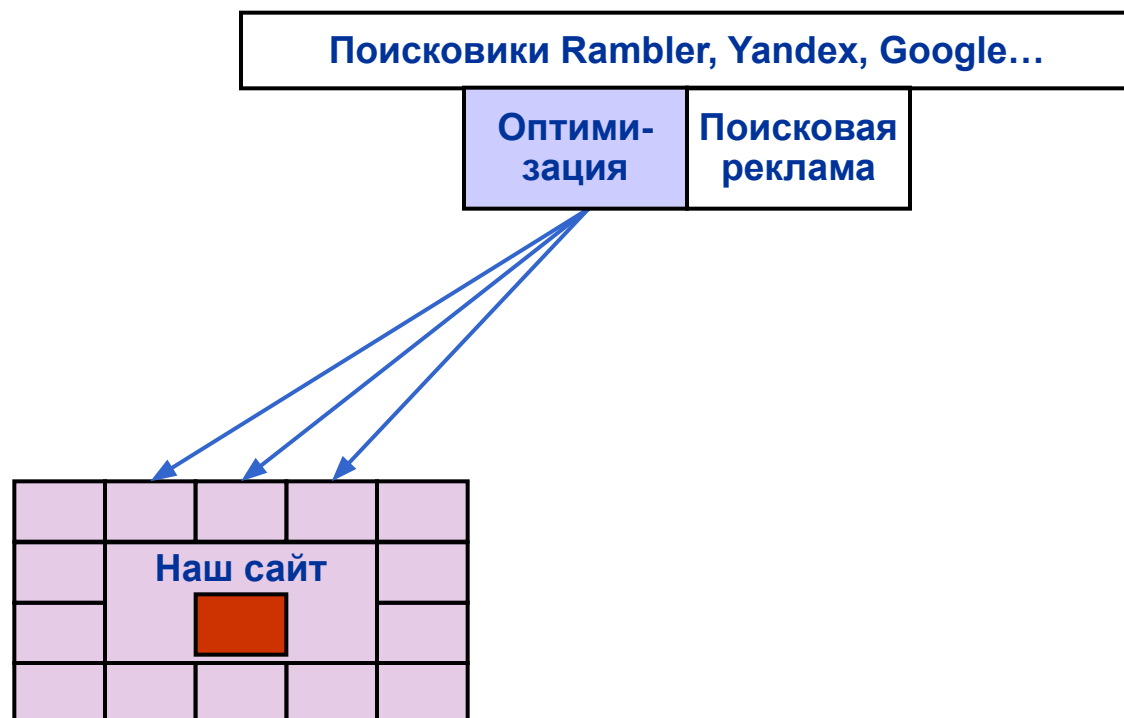 Поисковики Rambler, Yandex, Google…
Оптими-
зация
Поисковая
реклама
Наш сайт